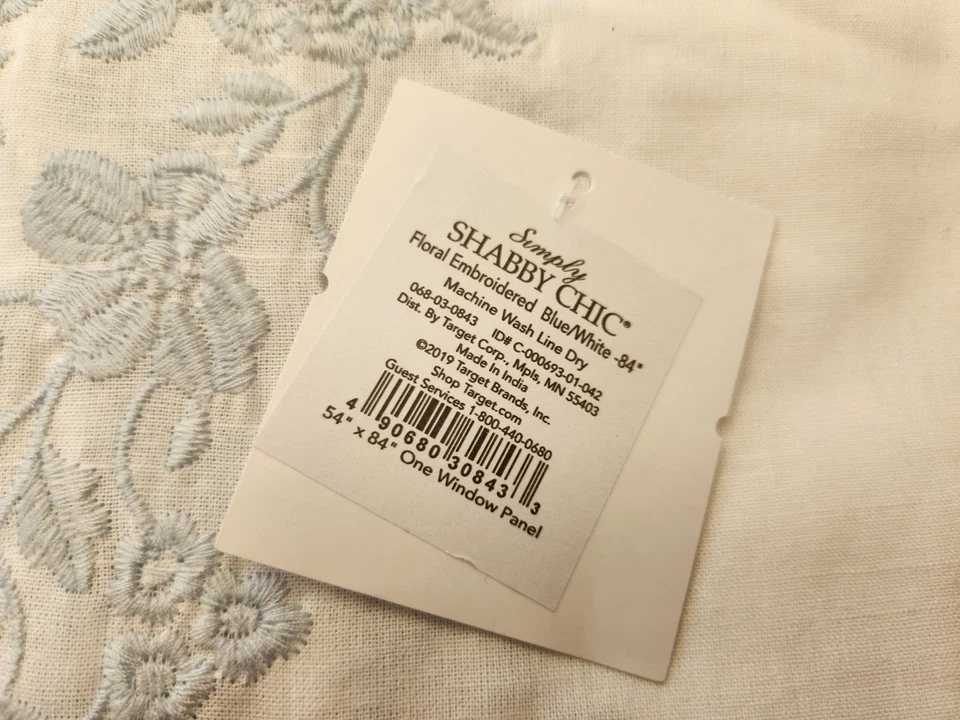 Simply
SHABBY CHIC®
Floral Embroidered Blue/White -84"
Machine Wash Line Dry
068-03-0843 ID# C-000693-01-042
Dist. By Target Corp., Mpls, MN 55403
Made In India
©2019 Target Brands, Inc.
Shop Target.com
Guest Services 1-800-440-0680
4 90680 30843 3
54" x 84" One Window Panel